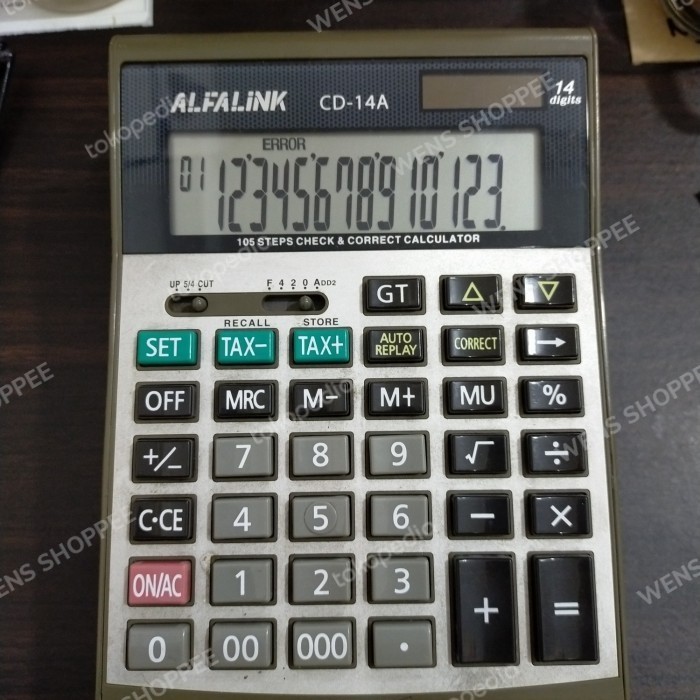 ALFALINK CD-14A 14 digits
ERROR
01 12345678910123.
105 STEPS CHECK & CORRECT CALCULATOR
UP 5/4 CUT F 4 2 0 ADD2
GT △ ▽
RECALL STORE
SET TAX− TAX+ AUTO REPLAY CORRECT →
OFF MRC M− M+ MU %
+/− 7 8 9 √ ÷
C·CE 4 5 6 − ×
ON/AC 1 2 3 + =
0 00 000 .
WENS SHOPPEE
tokopedia